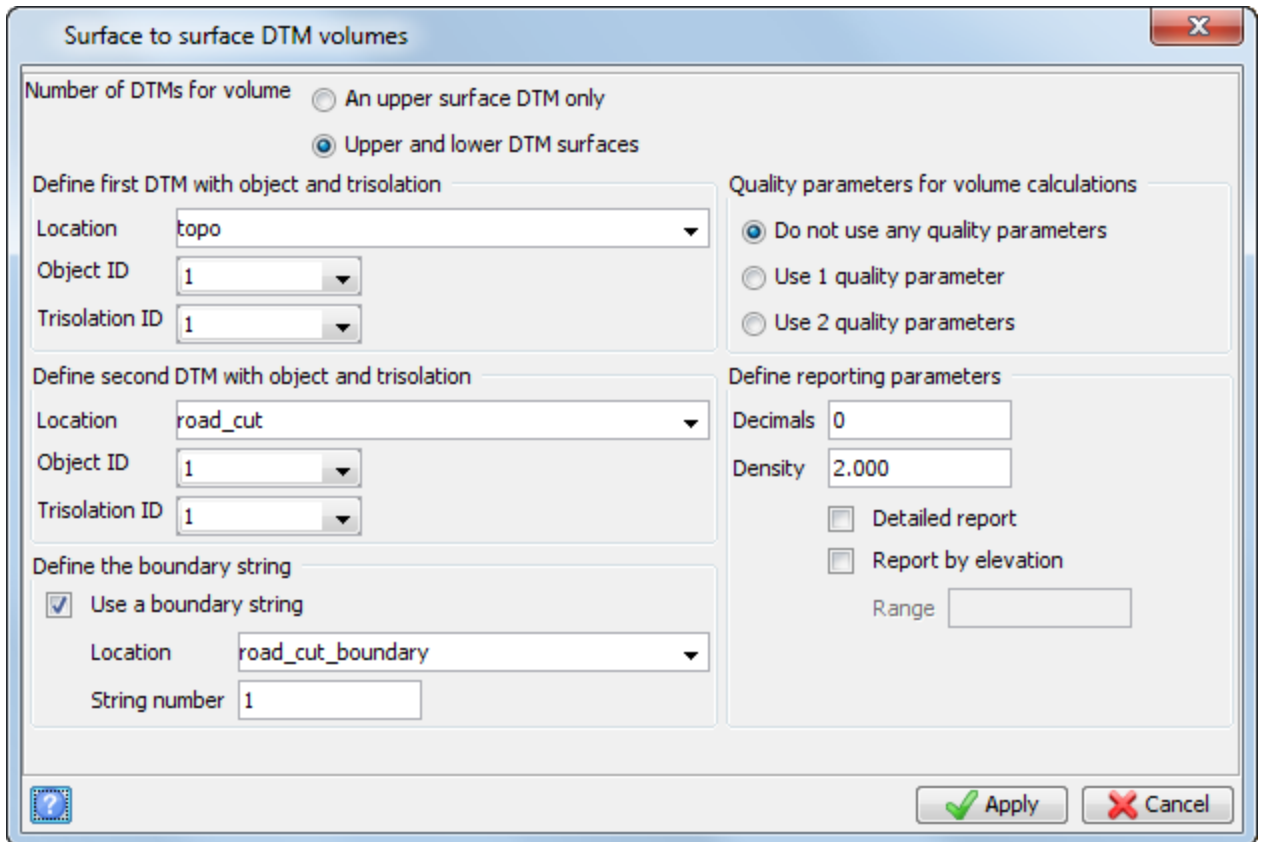 Surface to surface DTM volumes
Number of DTMs for volume
An upper surface DTM only
Upper and lower DTM surfaces
Define first DTM with object and trisolation
Location topo
Object ID 1
Trisolation ID 1
Define second DTM with object and trisolation
Location road_cut
Object ID 1
Trisolation ID 1
Define the boundary string
Use a boundary string
Location road_cut_boundary
String number 1
Quality parameters for volume calculations
Do not use any quality parameters
Use 1 quality parameter
Use 2 quality parameters
Define reporting parameters
Decimals 0
Density 2.000
Detailed report
Report by elevation
Range
? Apply Cancel